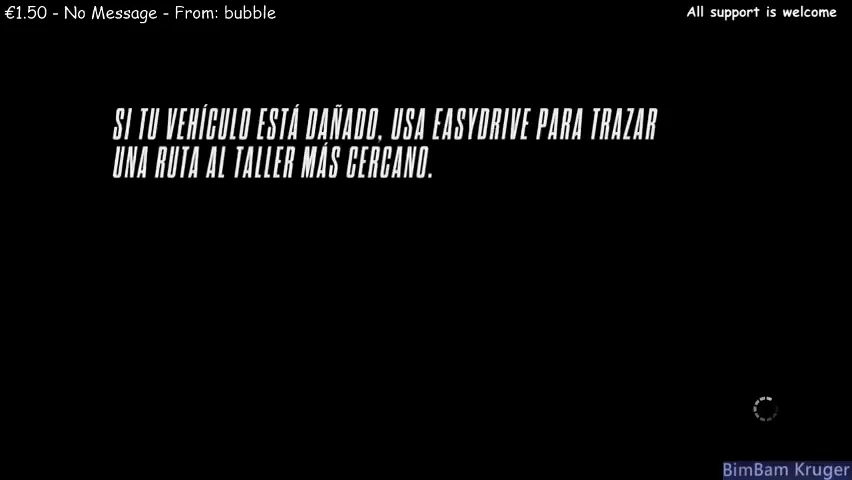 €1.50 - No Message - From: bubble
All support is welcome
SI TU VEHÍCULO ESTÁ DAÑADO, USA EASYDRIVE PARA TRAZAR
UNA RUTA AL TALLER MÁS CERCANO.
BimBam Kruger